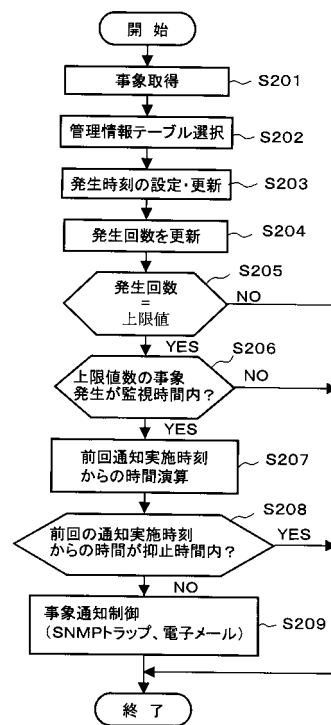 開 始
事象取得
S201
管理情報テーブル選択
S202
発生時刻の設定・更新
S203
発生回数を更新
S204
発生回数
=
上限値
S205
NO
YES
上限値数の事象
発生が監視時間内?
S206
NO
YES
前回通知実施時刻
からの時間演算
S207
前回の通知実施時刻
からの時間が抑止時間内?
S208
YES
NO
事象通知制御
(SNMPトラップ、電子メール)
S209
終 了